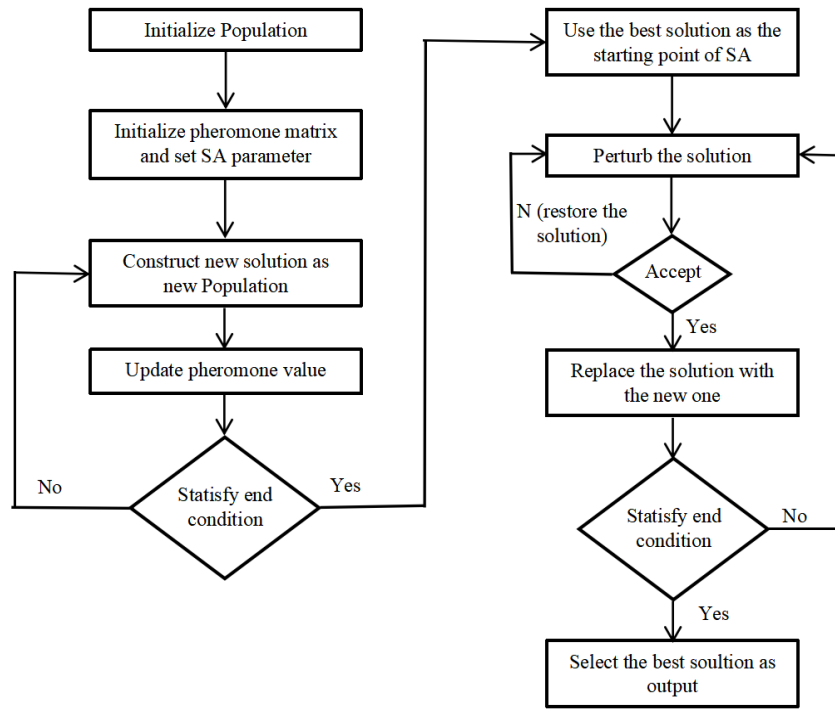 Initialize Population
Initialize pheromone matrix
and set SA parameter
Construct new solution as
new Population
Update pheromone value
No
Statisfy end
condition
Yes
Use the best solution as the
starting point of SA
Perturb the solution
N (restore the
solution)
Accept
Yes
Replace the solution with
the new one
Statisfy end
condition
No
Yes
Select the best soultion as
output